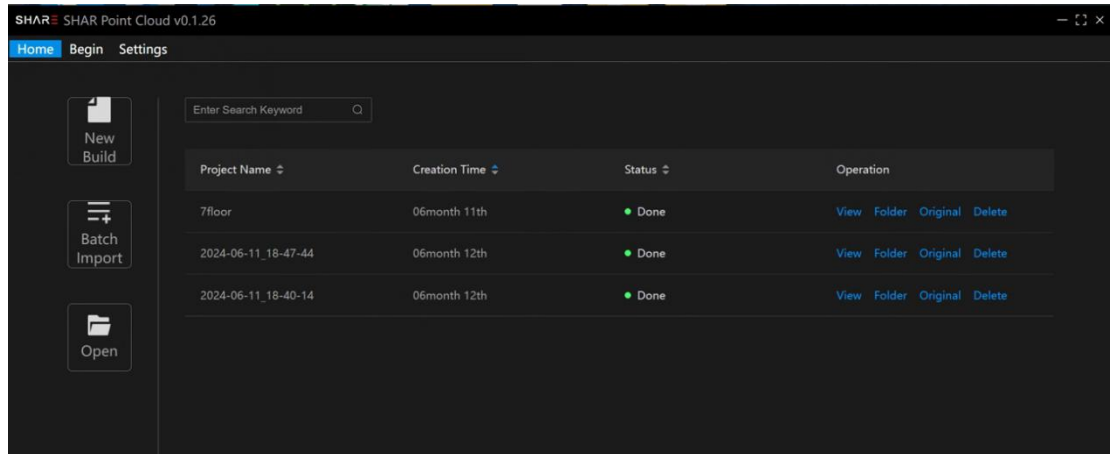 SHARE SHAR Point Cloud v0.1.26
Home Begin Settings
New
Build
Batch
Import
Open
Enter Search Keyword
Project Name Creation Time Status Operation
7floor 06month 11th Done View Folder Original Delete
2024-06-11_18-47-44 06month 12th Done View Folder Original Delete
2024-06-11_18-40-14 06month 12th Done View Folder Original Delete